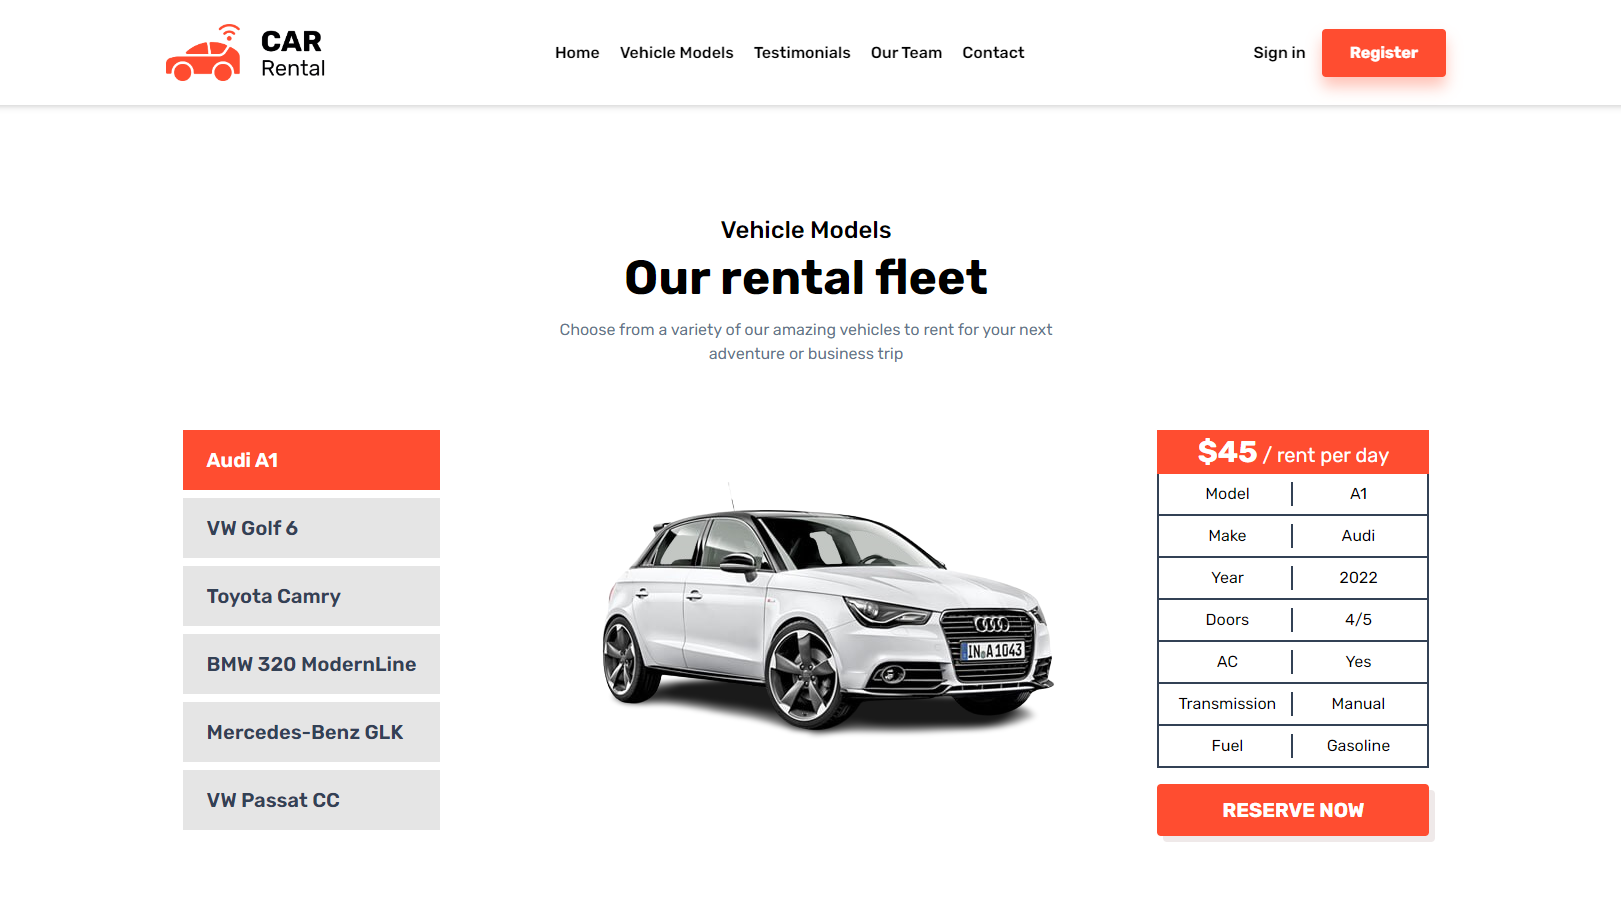 CAR
Rental
Home Vehicle Models Testimonials Our Team Contact
Sign in Register
Vehicle Models
Our rental fleet
Choose from a variety of our amazing vehicles to rent for your next
adventure or business trip
Audi A1
VW Golf 6
Toyota Camry
BMW 320 ModernLine
Mercedes-Benz GLK
VW Passat CC
IN A 1043
$45 / rent per day
Model A1
Make Audi
Year 2022
Doors 4/5
AC Yes
Transmission Manual
Fuel Gasoline
RESERVE NOW